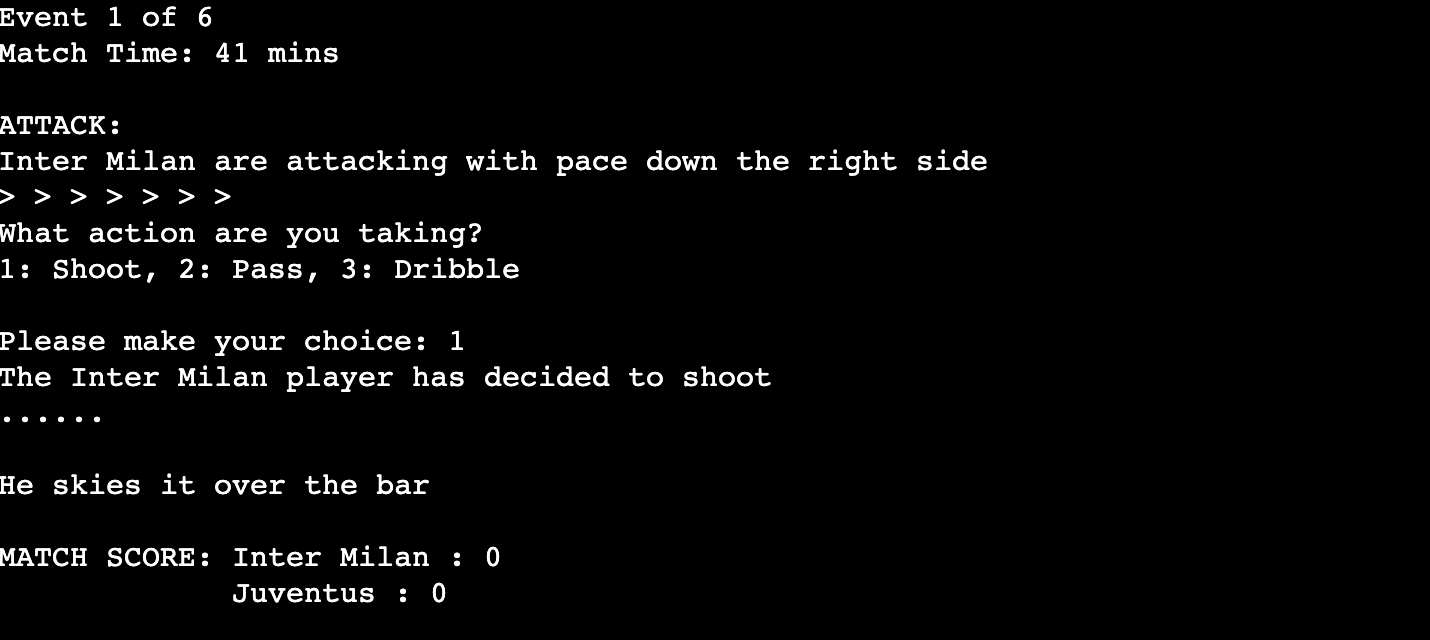 Event 1 of 6
Match Time: 41 mins
ATTACK:
Inter Milan are attacking with pace down the right side
> > > > > > >
What action are you taking?
1: Shoot, 2: Pass, 3: Dribble
Please make your choice: 1
The Inter Milan player has decided to shoot
......
He skies it over the bar
MATCH SCORE: Inter Milan : 0
Juventus : 0